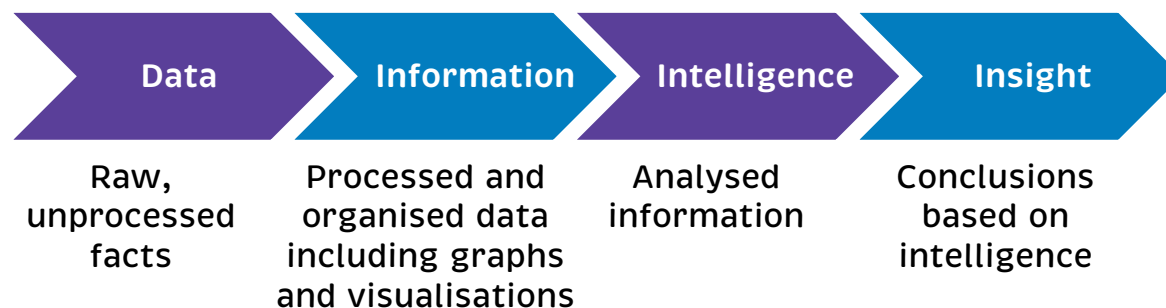 Data
Information
Intelligence
Insight
Raw,
unprocessed
facts
Processed and
organised data
including graphs
and visualisations
Analysed
information
Conclusions
based on
intelligence